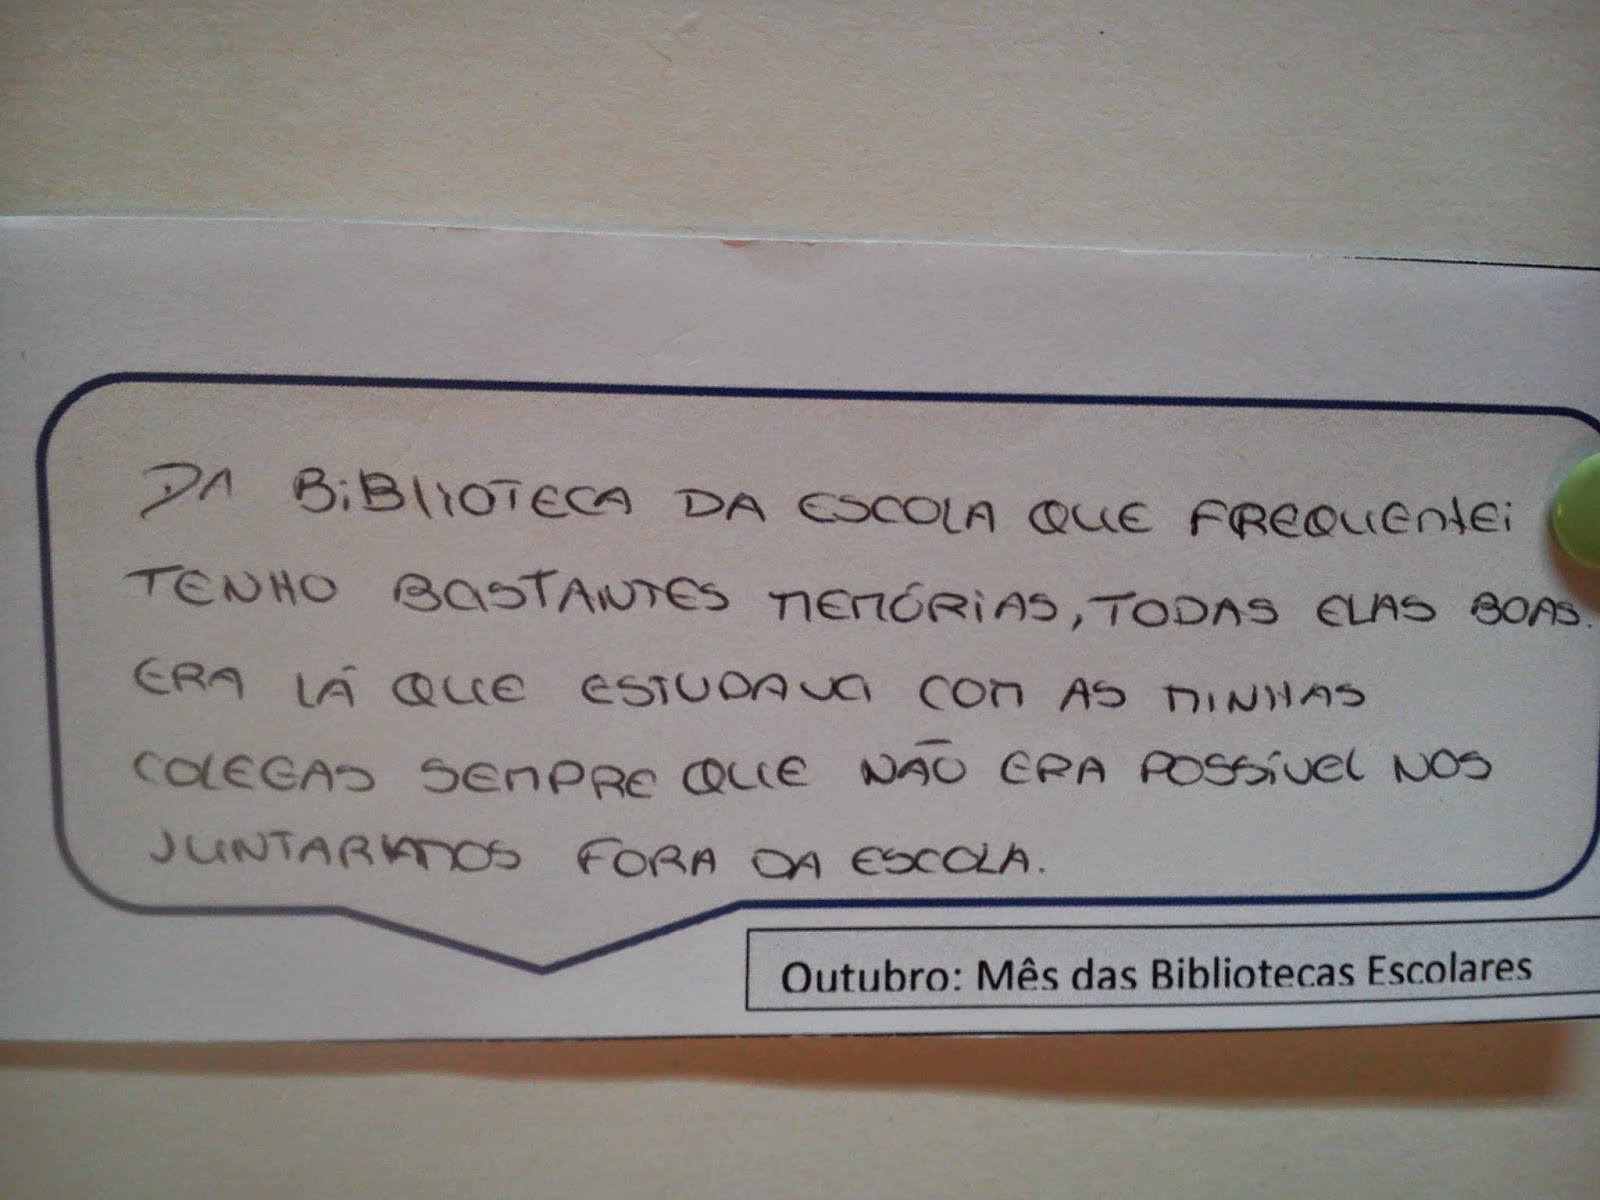 DA BIBLIOTECA DA ESCOLA QUE FREQUENTEI
TENHO BASTANTES MEMÓRIAS, TODAS ELAS BOAS.
ERA LÁ QUE ESTUDAVA COM AS MINHAS
COLEGAS SEMPRE QUE NÃO ERA POSSÍVEL NOS
JUNTARMOS FORA DA ESCOLA.
Outubro: Mês das Bibliotecas Escolares